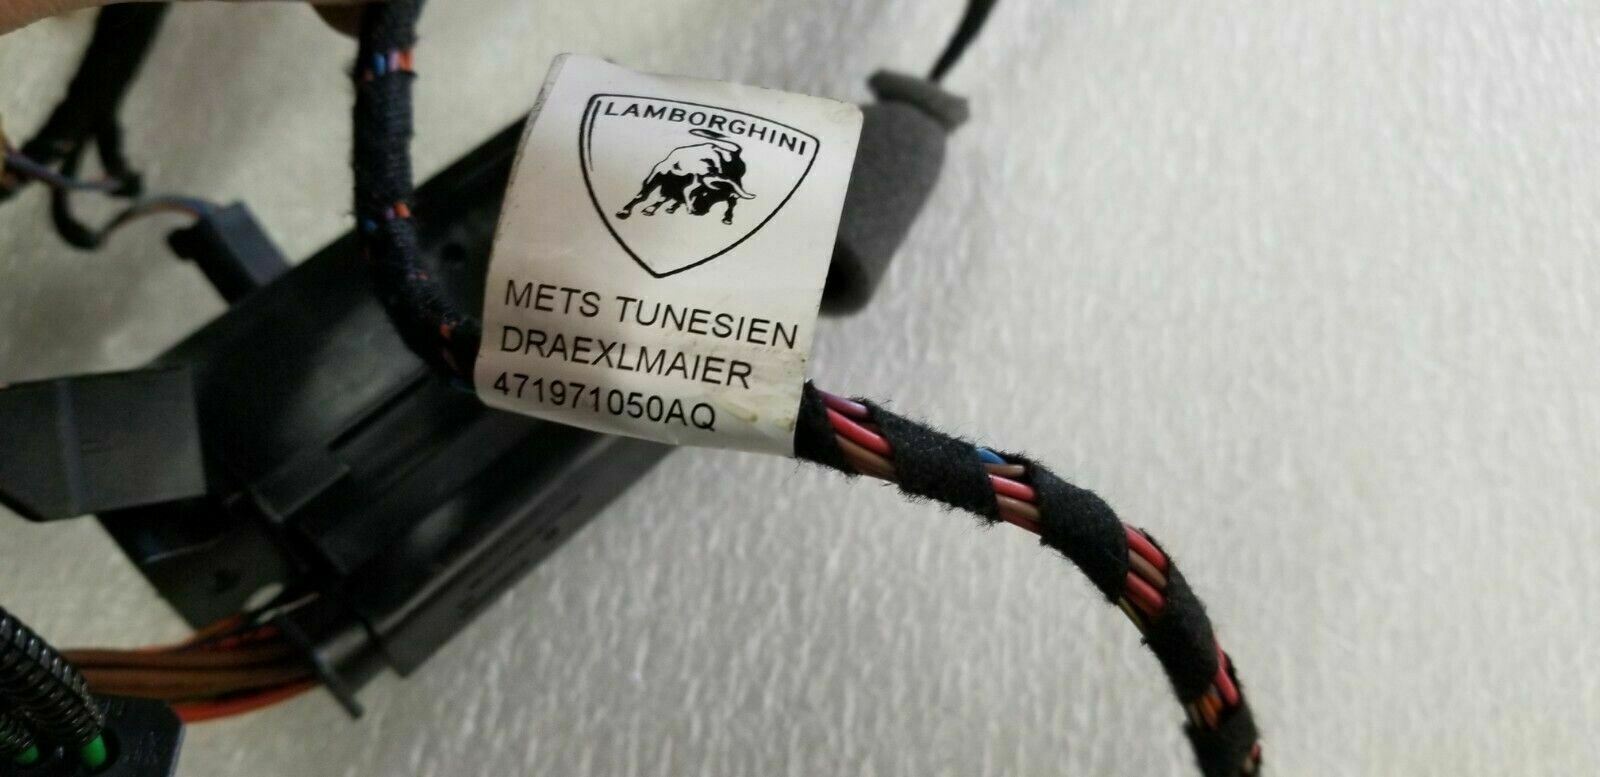 LAMBORGHINI
METS TUNESIEN
DRAEXLMAIER
471971050AQ